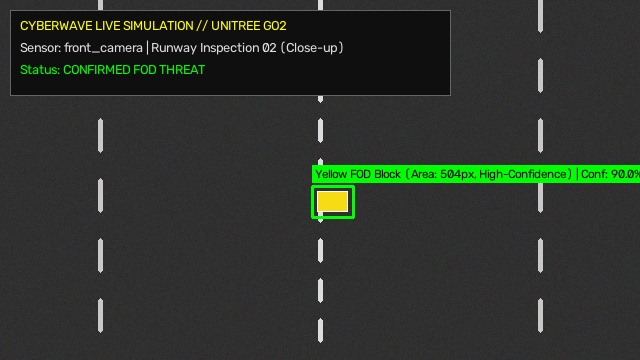 CYBERWAVE LIVE SIMULATION // UNITREE GO2
Sensor: front_camera | Runway Inspection 02 (Close-up)
Status: CONFIRMED FOD THREAT
Yellow FOD Block (Area: 504px, High-Confidence) | Conf: 90.0%